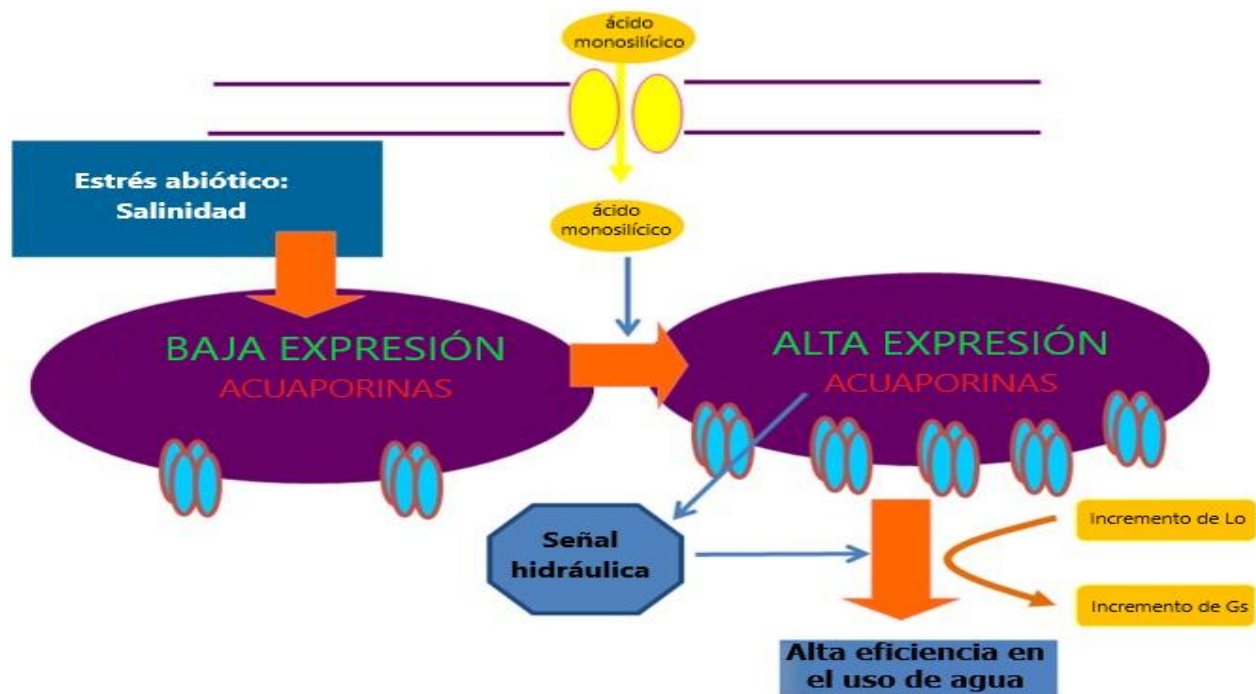 ácido
monosilícico
Estrés abiótico:
Salinidad
ácido
monosilícico
BAJA EXPRESIÓN
ACUAPORINAS
ALTA EXPRESIÓN
ACUAPORINAS
Señal
hidráulica
Incremento de Lo
Incremento de Gs
Alta eficiencia en
el uso de agua